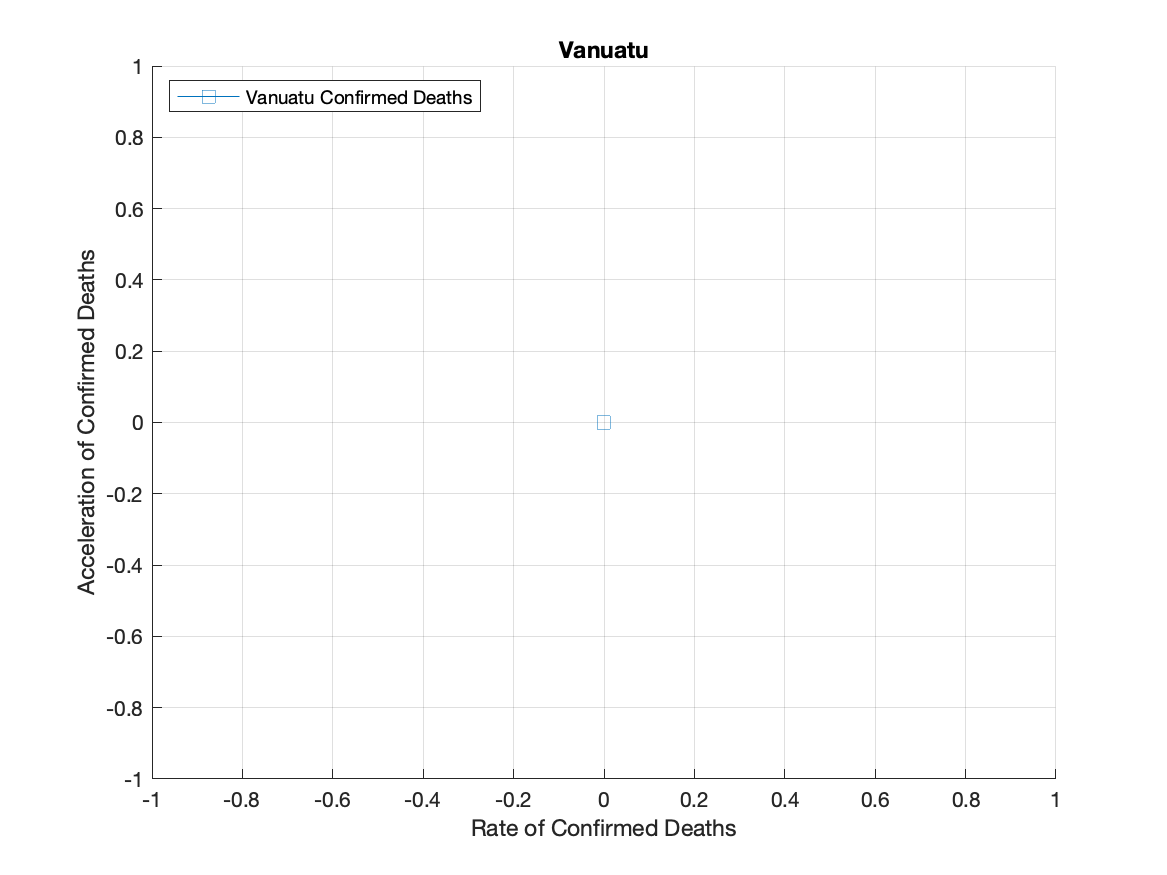 Vanuatu
Vanuatu Confirmed Deaths
1
0.8
0.6
0.4
0.2
0
-0.2
-0.4
-0.6
-0.8
-1
Acceleration of Confirmed Deaths
-1 -0.8 -0.6 -0.4 -0.2 0 0.2 0.4 0.6 0.8 1
Rate of Confirmed Deaths